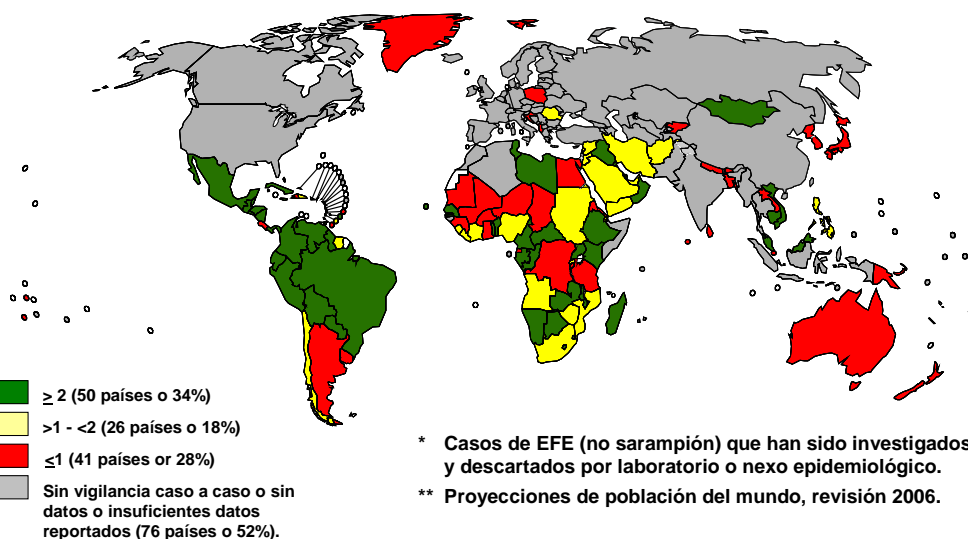 ≥ 2 (50 países o 34%)
>1 - <2 (26 países o 18%)
≤1 (41 países or 28%)
Sin vigilancia caso a caso o sin
datos o insuficientes datos
reportados (76 países o 52%).
* Casos de EFE (no sarampión) que han sido investigados
y descartados por laboratorio o nexo epidemiológico.
** Proyecciones de población del mundo, revisión 2006.